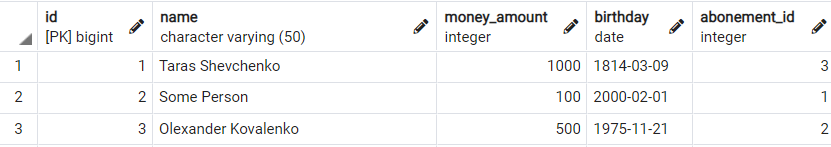 id name money_amount birthday abonement_id
[PK] bigint character varying (50) integer date integer
1 1 Taras Shevchenko 1000 1814-03-09 3
2 2 Some Person 100 2000-02-01 1
3 3 Olexander Kovalenko 500 1975-11-21 2